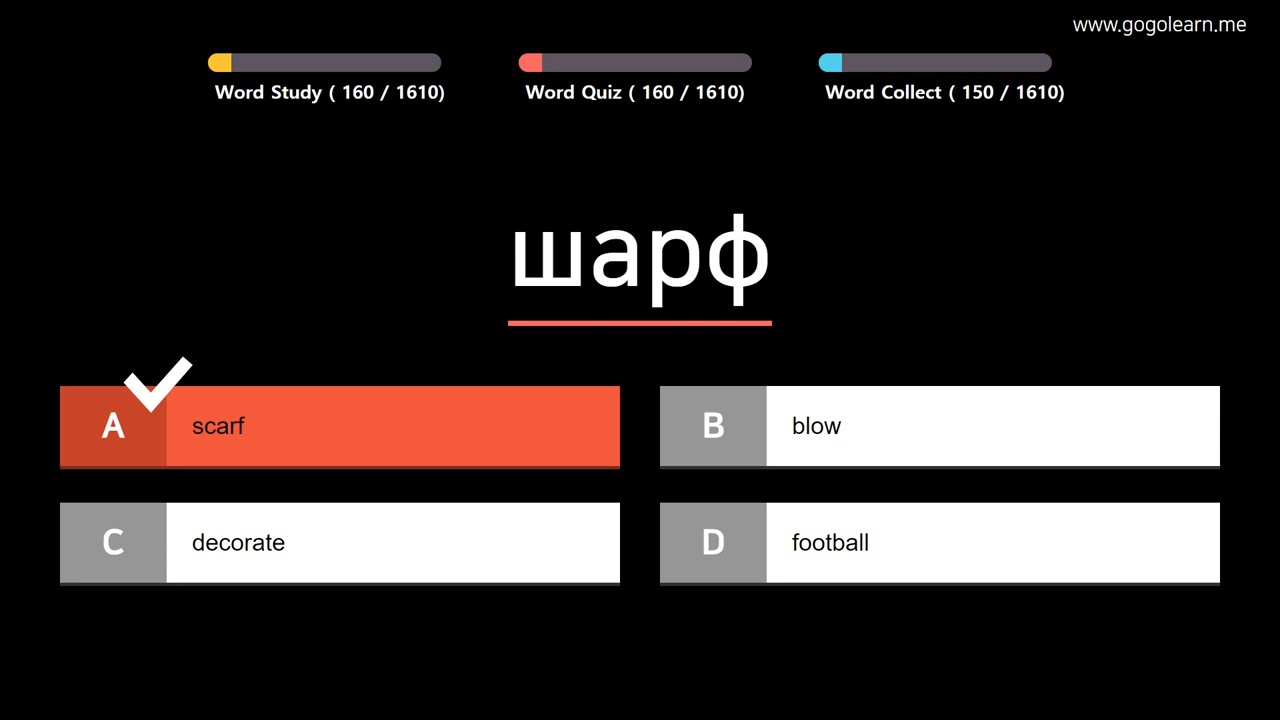 www.gogolearn.me
Word Study ( 160 / 1610)
Word Quiz ( 160 / 1610)
Word Collect ( 150 / 1610)
шарф
A scarf
B blow
C decorate
D football